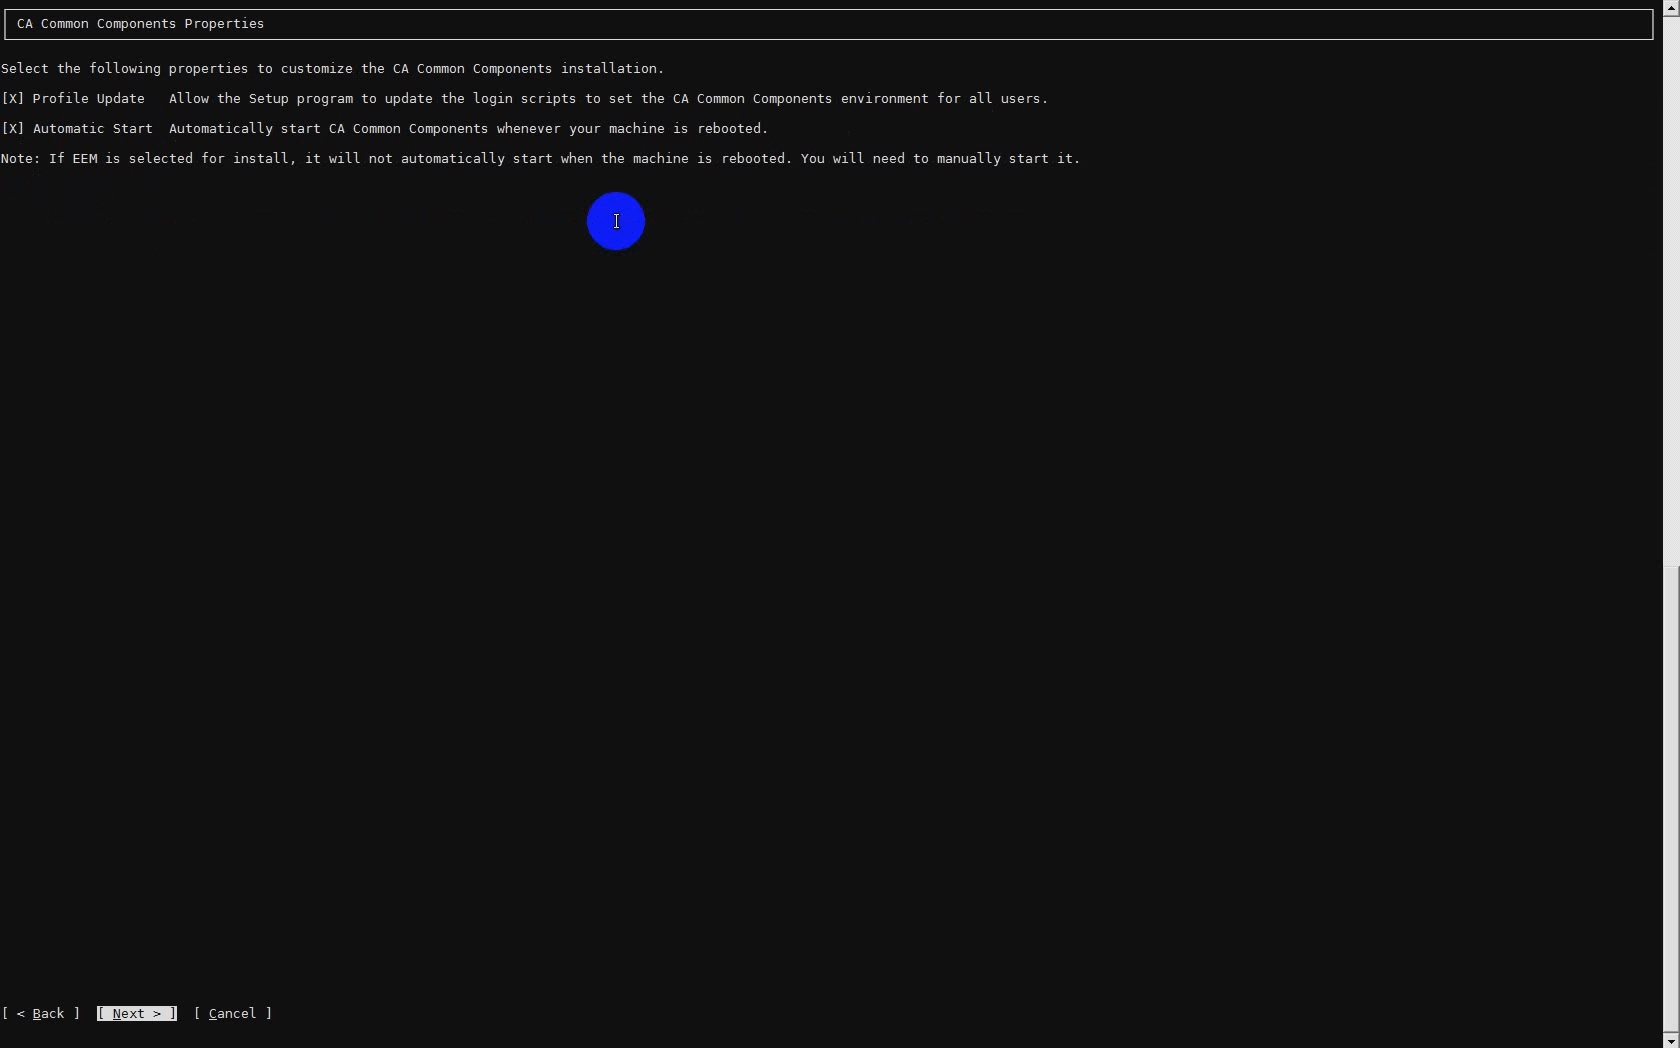 CA Common Components Properties
Select the following properties to customize the CA Common Components installation.
[X] Profile Update   Allow the Setup program to update the login scripts to set the CA Common Components environment for all users.
[X] Automatic Start  Automatically start CA Common Components whenever your machine is rebooted.
Note: If EEM is selected for install, it will not automatically start when the machine is rebooted. You will need to manually start it.
[ < Back ]  [ Next > ]  [ Cancel ]